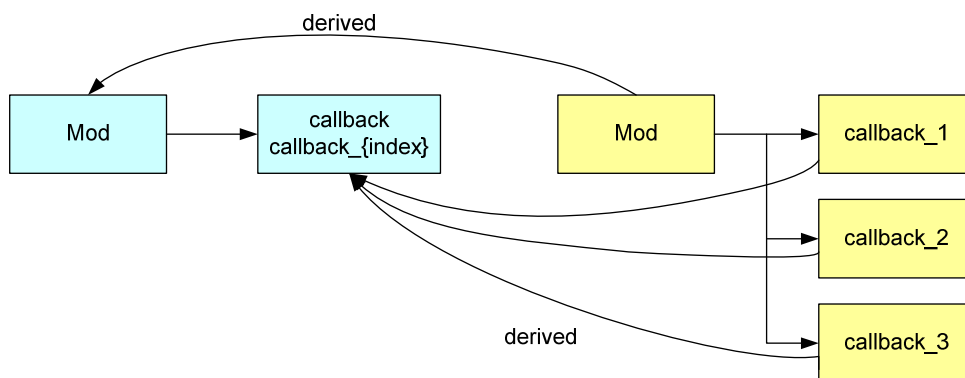 derived
Mod
callback
callback_{index}
Mod
callback_1
callback_2
callback_3
derived